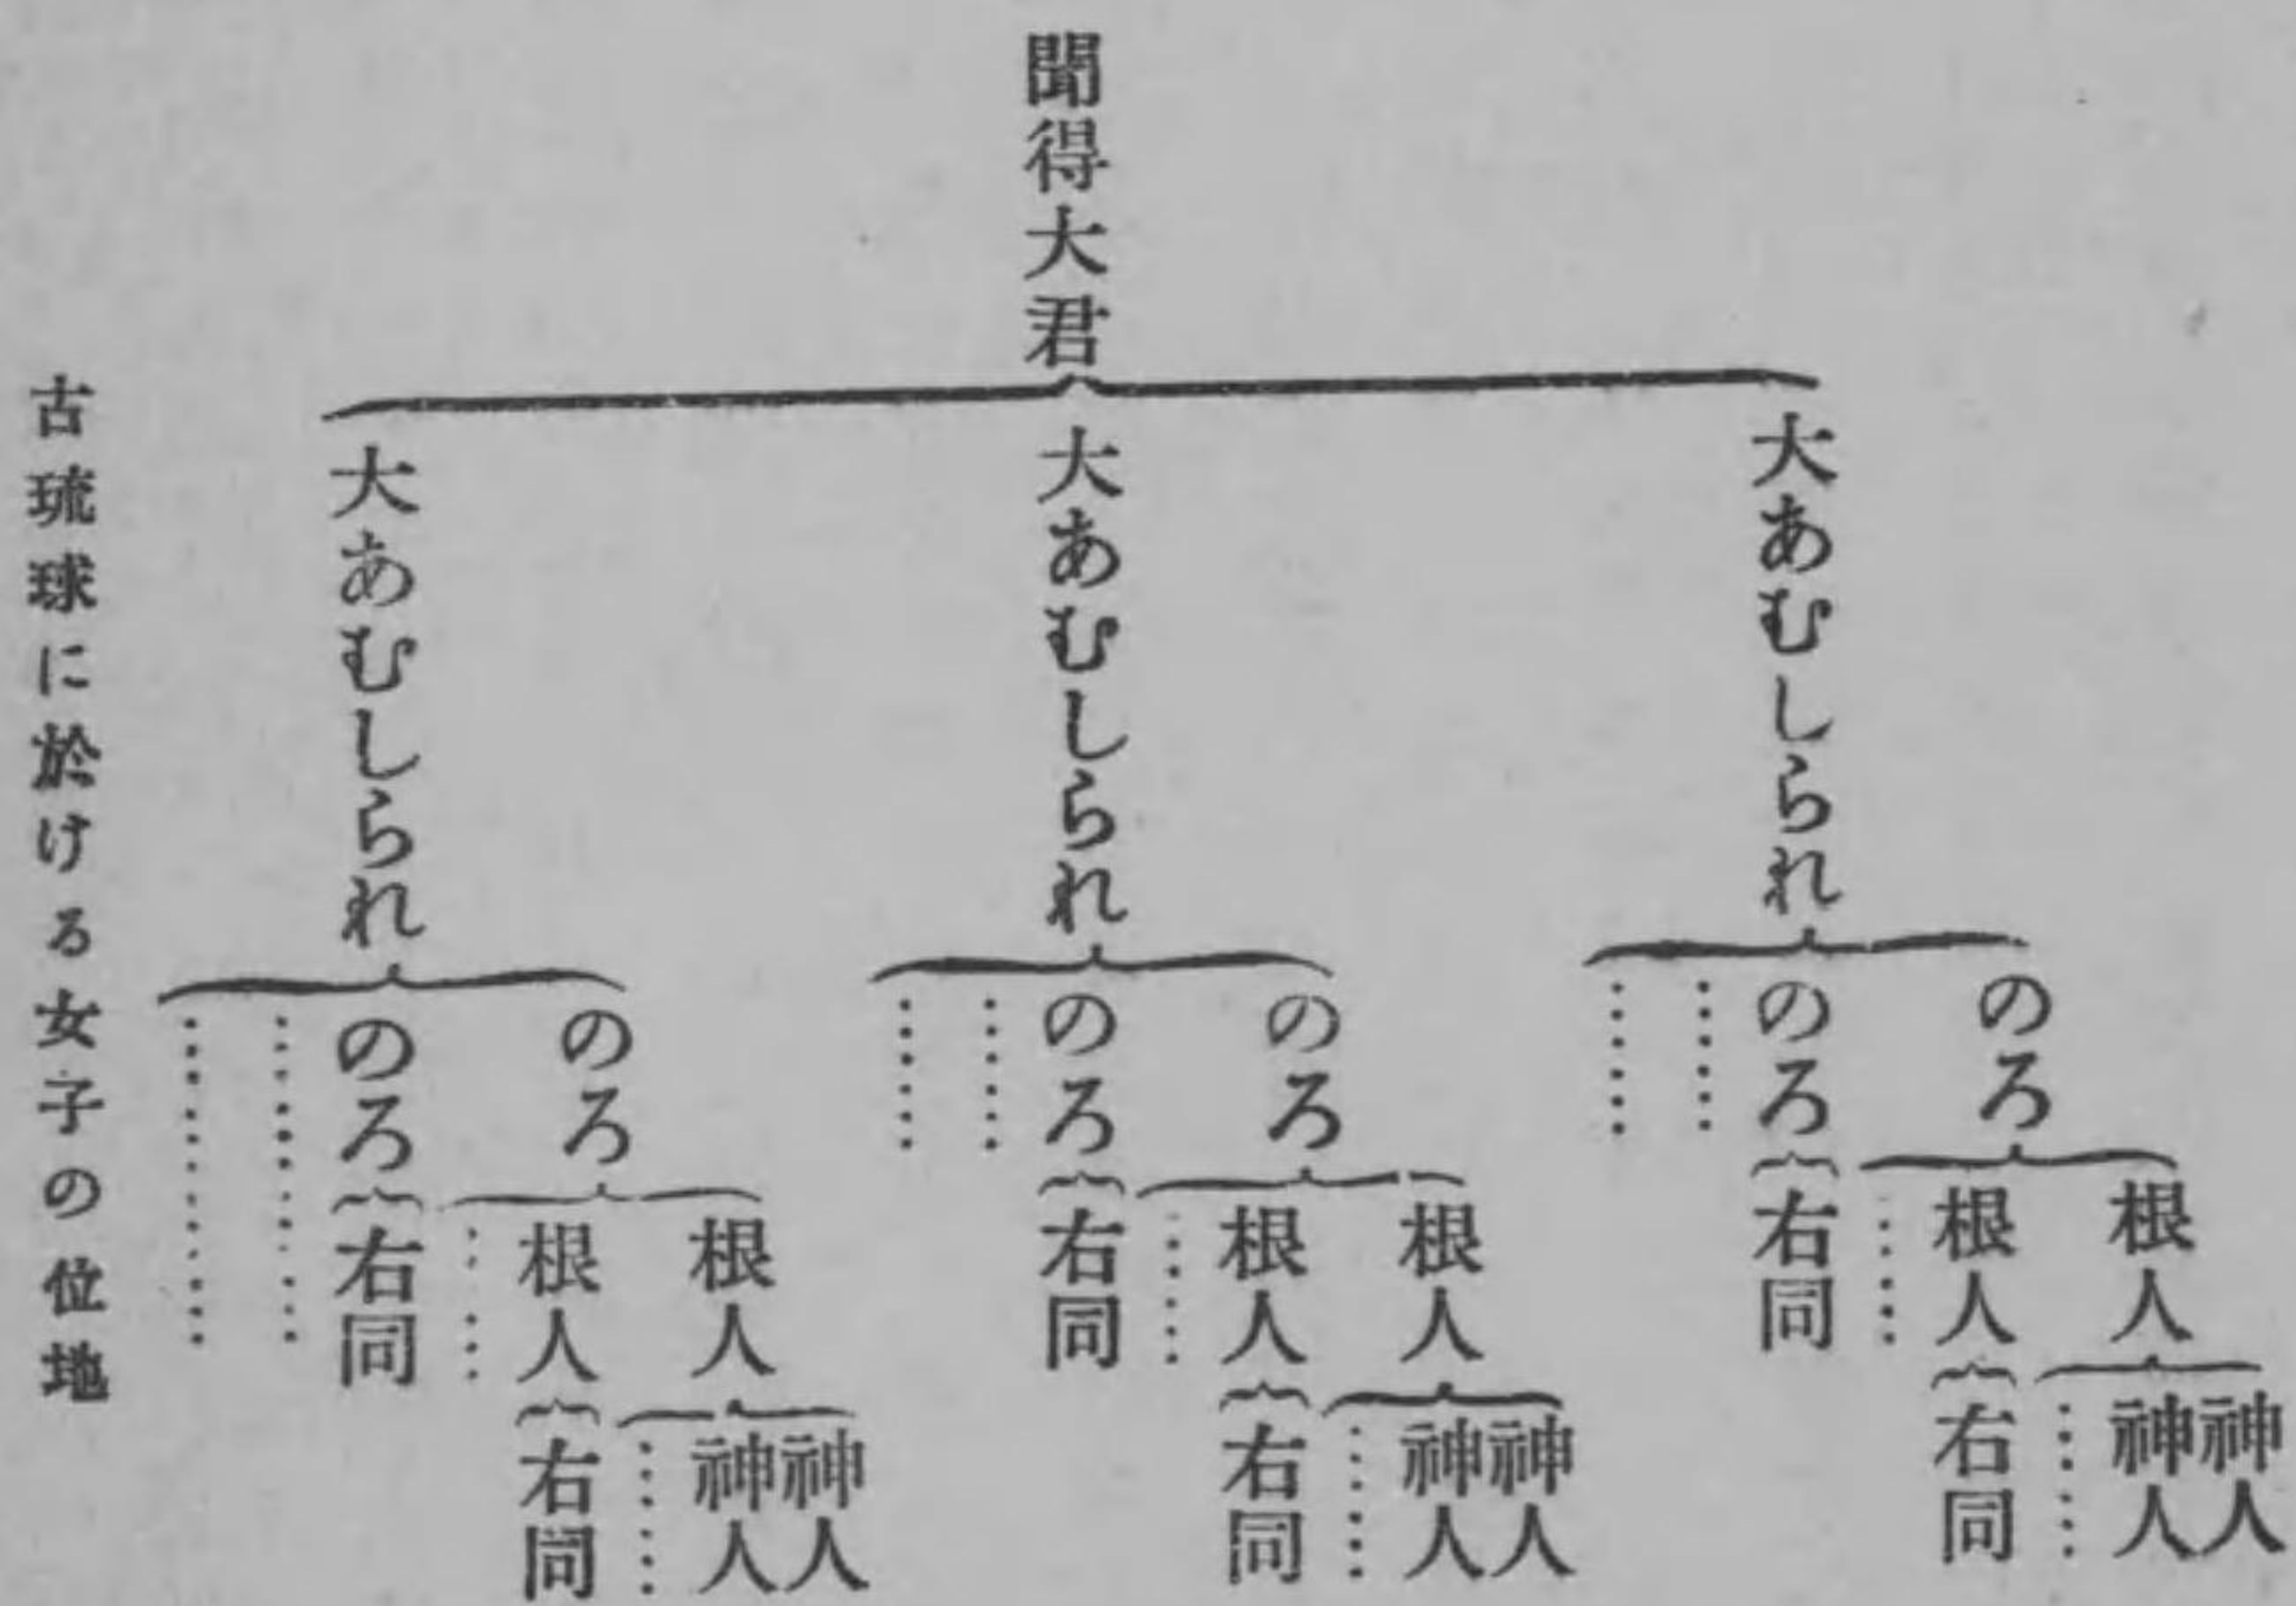 聞得大君
大あむしられ
のろ
根人
神人
神人
……
根人
右同
……
のろ
右同
……
……
大あむしられ
のろ
根人
神人
神人
……
根人
右同
……
のろ
右同
……
……
大あむしられ
のろ
根人
神人
神人
……
根人
右同
……
のろ
右同
……
……
古琉球に於ける女子の位地